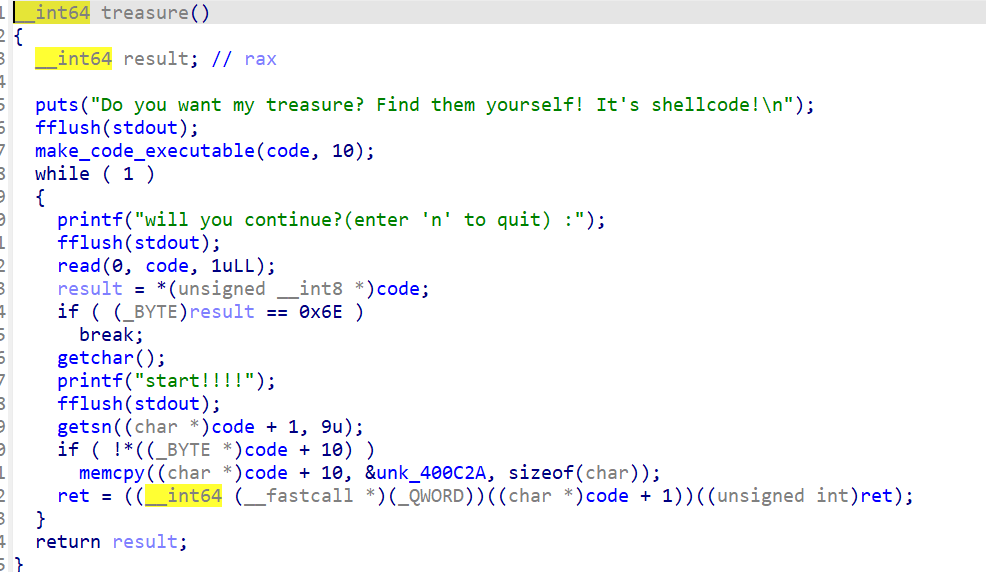 1 __int64 treasure()
2 {
3   __int64 result; // rax
4
5   puts("Do you want my treasure? Find them yourself! It's shellcode!\n");
6   fflush(stdout);
7   make_code_executable(code, 10);
8   while ( 1 )
9   {
0     printf("will you continue?(enter 'n' to quit) :");
1     fflush(stdout);
2     read(0, code, 1uLL);
3     result = *(unsigned __int8 *)code;
4     if ( (_BYTE)result == 0x6E )
5       break;
6     getchar();
7     printf("start!!!!");
8     fflush(stdout);
9     getsn((char *)code + 1, 9u);
0     if ( !*((_BYTE *)code + 10) )
1       memcpy((char *)code + 10, &unk_400C2A, sizeof(char));
2     ret = ((__int64 (__fastcall *)(_QWORD))((char *)code + 1))((unsigned int)ret);
3   }
4   return result;
5 }